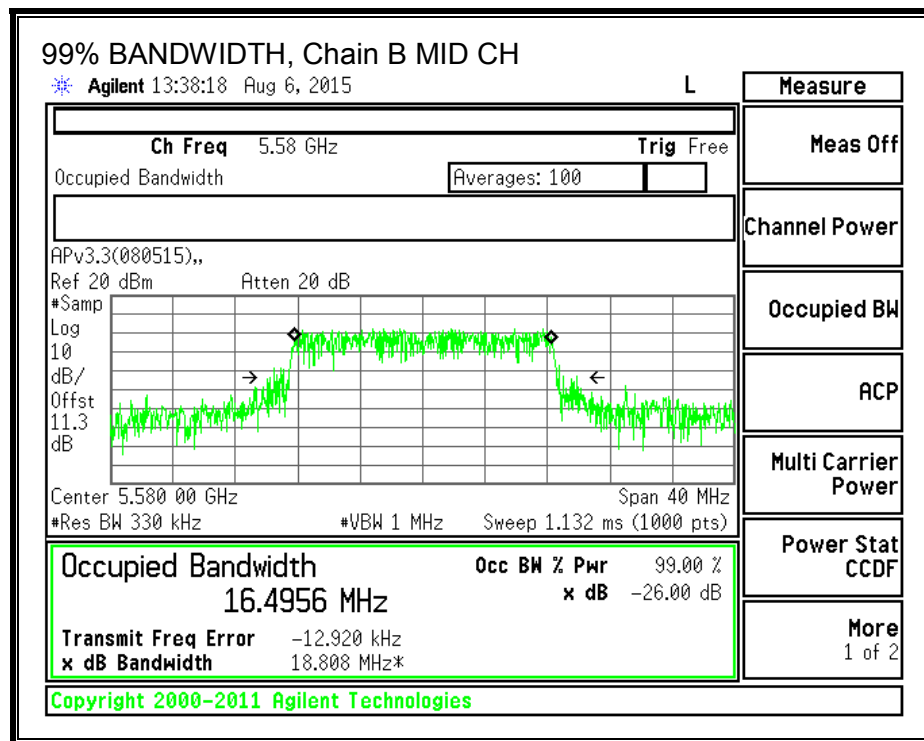 99% BANDWIDTH, Chain B MID CH
Agilent 13:38:18 Aug 6, 2015 L
Measure
Ch Freq 5.58 GHz Trig Free
Meas Off
Occupied Bandwidth Averages: 100
Channel Power
APv3.3(080515),,
Ref 20 dBm Atten 20 dB
#Samp
Log
10
dB/
Offst
11.3
dB
Occupied BW
ACP
Multi Carrier
Power
Center 5.580 00 GHz Span 40 MHz
#Res BW 330 kHz #VBW 1 MHz Sweep 1.132 ms (1000 pts)
Power Stat
CCDF
Occupied Bandwidth Occ BW % Pwr 99.00 %
16.4956 MHz x dB -26.00 dB
Transmit Freq Error -12.920 kHz
x dB Bandwidth 18.808 MHz*
More
1 of 2
Copyright 2000-2011 Agilent Technologies